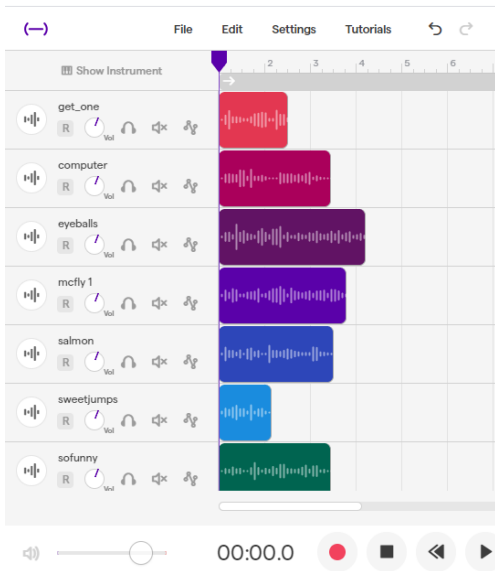 File Edit Settings Tutorials
Show Instrument
2 3 4 5 6
get_one
R Vol
computer
R Vol
eyeballs
R Vol
mcfly 1
R Vol
salmon
R Vol
sweetjumps
R Vol
sofunny
R Vol
00:00.0